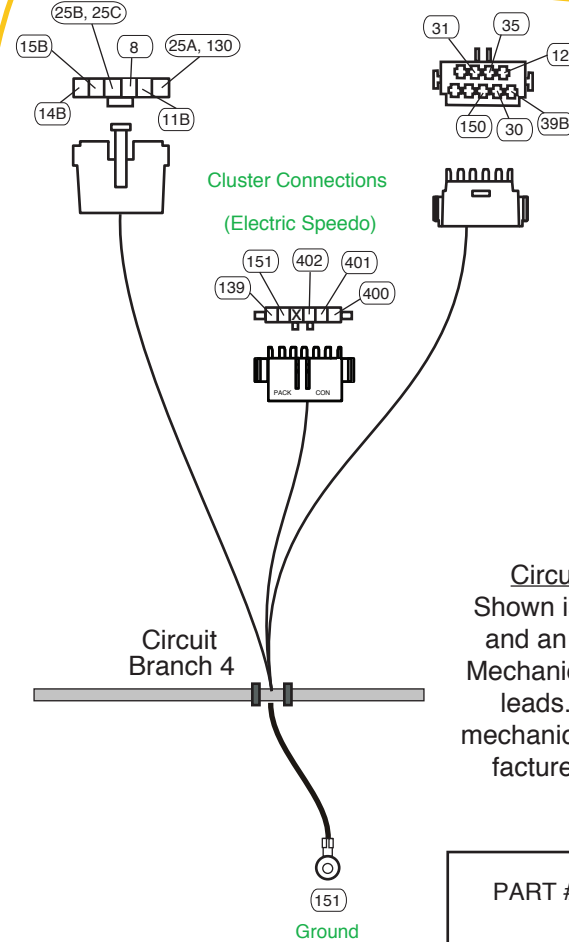 25B, 25C
15B
8
25A, 130
14B
11B
31
35
12
150
30
39B
Cluster Connections
(Electric Speedo)
139
151
402
401
400
X
PACK
CON
Circuit
Branch 4
Circu
Shown i
and an
Mechanic
leads.
mechanic
facture
151
Ground
PART #